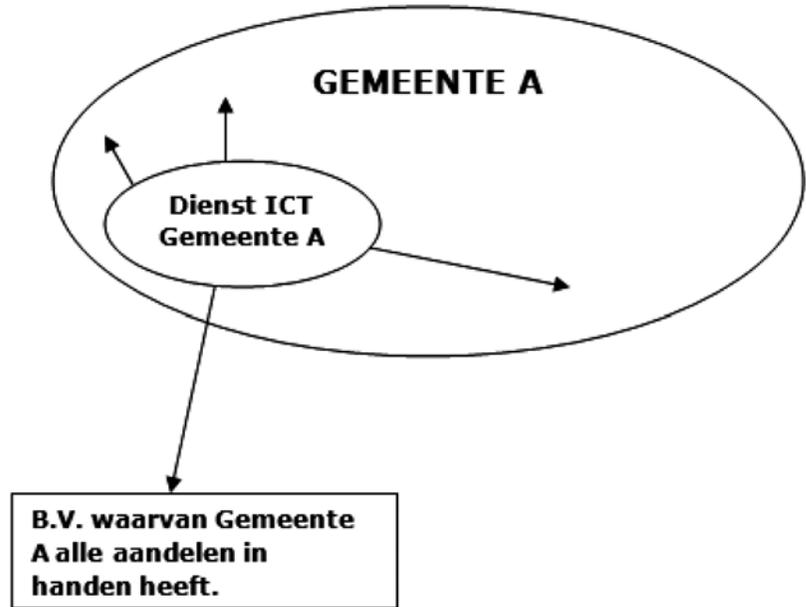 GEMEENTE A
Dienst ICT
Gemeente A
B.V. waarvan Gemeente
A alle aandelen in
handen heeft.